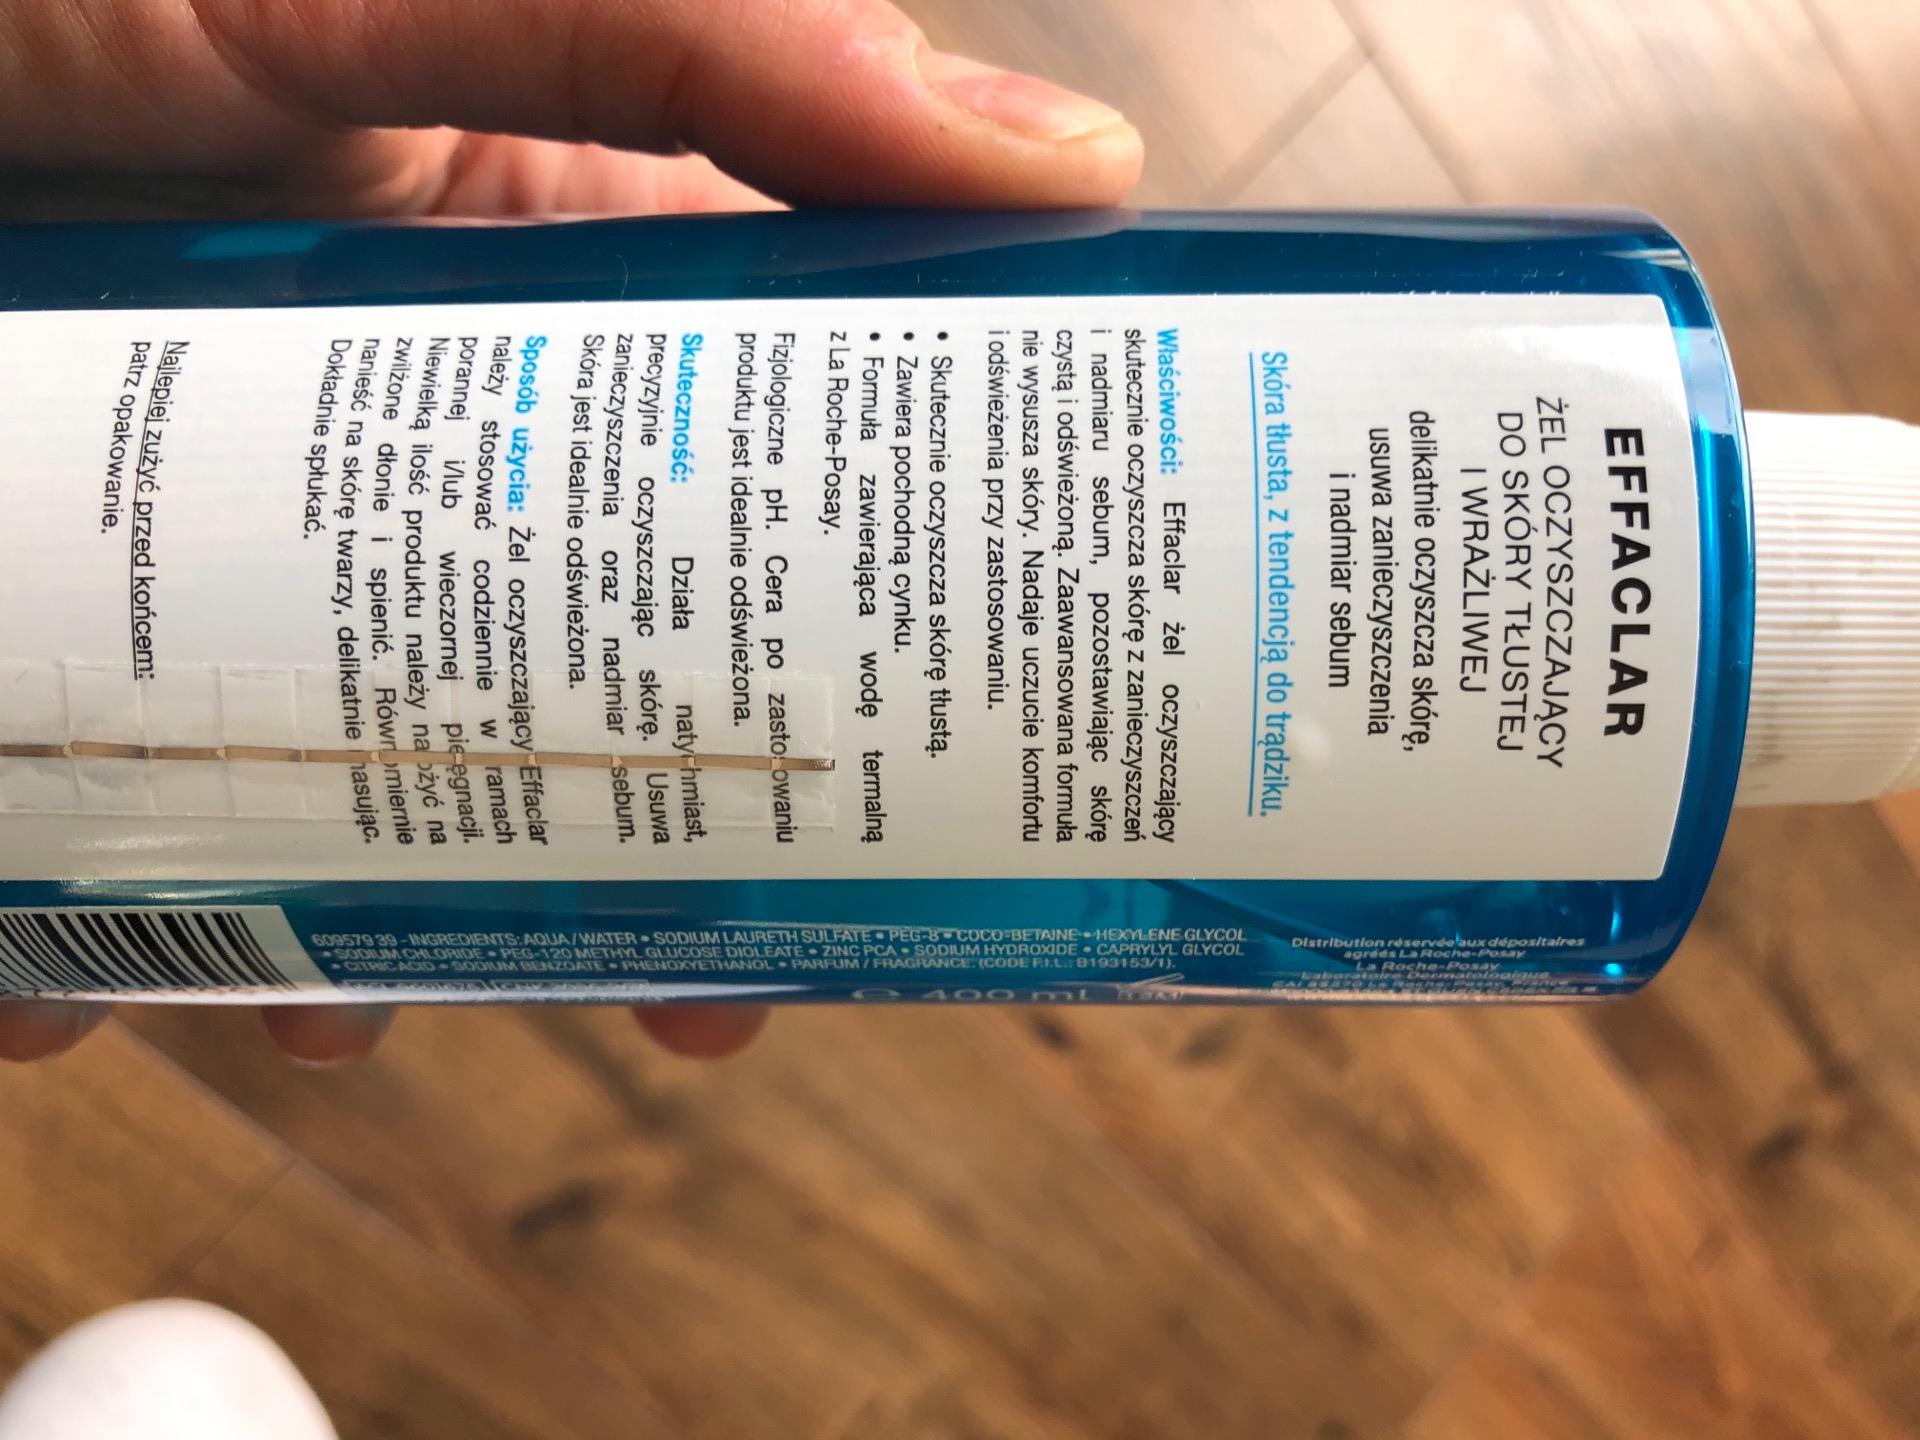 EFFACLAR
ŻEL OCZYSZCZAJĄCY
DO SKÓRY TŁUSTEJ
I WRAŻLIWEJ
delikatnie oczyszcza skórę,
usuwa zanieczyszczenia
i nadmiar sebum
Skóra tłusta, z tendencją do trądziku.
Właściwości: Effaclar żel oczyszczający
skutecznie oczyszcza skórę z zanieczyszczeń
i nadmiaru sebum, pozostawiając skórę
czystą i odświeżoną. Zaawansowana formuła
nie wysusza skóry. Nadaje uczucie komfortu
i odświeżenia przy zastosowaniu.
• Skutecznie oczyszcza skórę tłustą.
• Zawiera pochodną cynku.
• Formuła zawierająca wodę termalną
z La Roche-Posay.
Fizjologiczne pH. Cera po zastosowaniu
produktu jest idealnie odświeżona.
Skuteczność: Działa natychmiast,
precyzyjnie oczyszczając skórę. Usuwa
zanieczyszczenia oraz nadmiar sebum.
Skóra jest idealnie odświeżona.
Sposób użycia: Żel oczyszczający Effaclar
należy stosować codziennie w ramach
porannej i/lub wieczornej pielęgnacji.
Niewielką ilość produktu należy nałożyć na
zwilżone dłonie i spienić. Równomiernie
nanieść na skórę twarzy, delikatnie masując.
Dokładnie spłukać.
Najlepiej zużyć przed końcem:
patrz opakowanie.
609579 39 - INGREDIENTS: AQUA / WATER • SODIUM LAURETH SULFATE • PEG-8 • COCO-BETAINE • HEXYLENE GLYCOL
• SODIUM CHLORIDE • PEG-120 METHYL GLUCOSE DIOLEATE • ZINC PCA • SODIUM HYDROXIDE • CAPRYLYL GLYCOL
• CITRIC ACID • SODIUM BENZOATE • PHENOXYETHANOL • PARFUM / FRAGRANCE. (CODE F.I.L.: B193153/1).
Distribution réservée aux dépositaires
agréés La Roche-Posay
La Roche-Posay
Laboratoire Dermatologique
e 400 mL